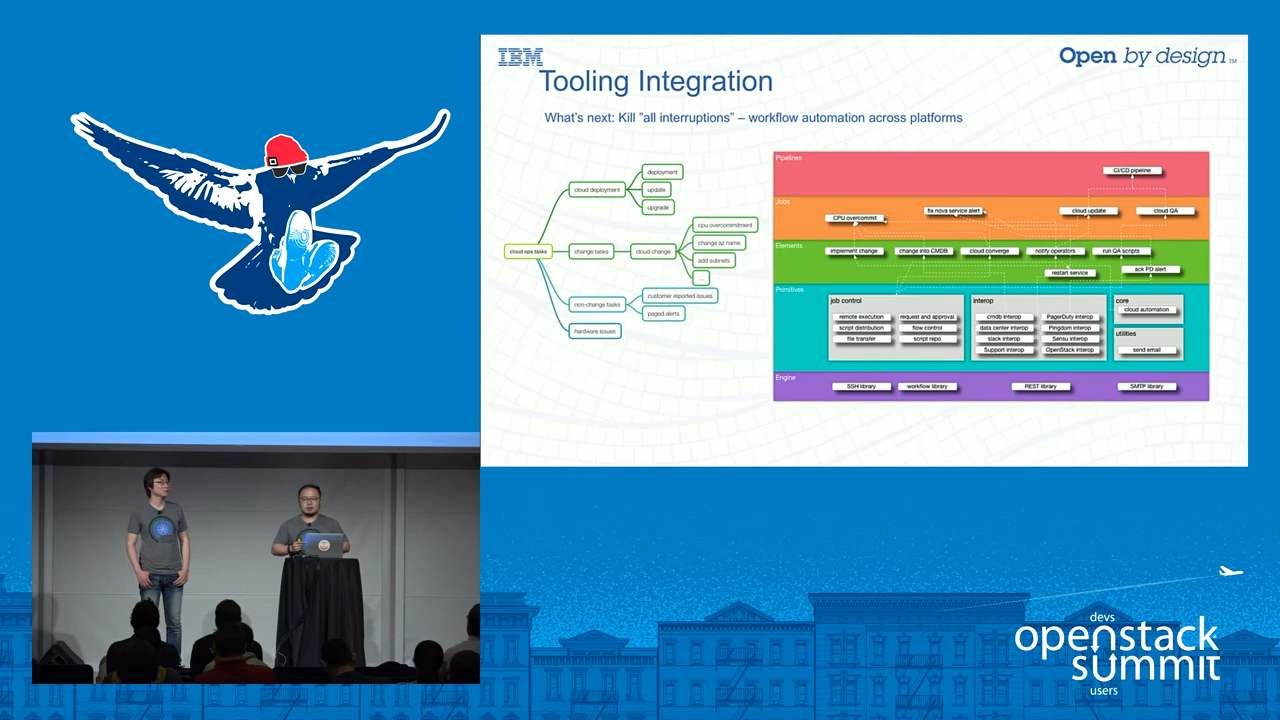 IBM
Open by design™
Tooling Integration
What's next: Kill "all interruptions" – workflow automation across platforms
cloud ops tasks
cloud deployment
deployment
update
upgrade
change tasks
cloud change
cpu overcommitment
change az name
add subnets
...
non-change tasks
customer reported issues
paged alerts
hardware issues
Pipelines
CI/CD pipeline
Jobs
CPU overcommit
fix nova service alert
cloud update
cloud QA
Elements
implement change
change into CMDB
cloud converge
notify operators
run QA scripts
restart service
ack PD alert
Primitives
job control
remote execution
request and approval
script distribution
flow control
file transfer
script repo
interop
cmdb interop
PagerDuty interop
data center interop
Pingdom interop
slack interop
Sensu interop
Support interop
OpenStack interop
core
cloud automation
utilities
send email
Engine
SSH library
workflow library
REST library
SMTP library
devs
openstack
summit
users